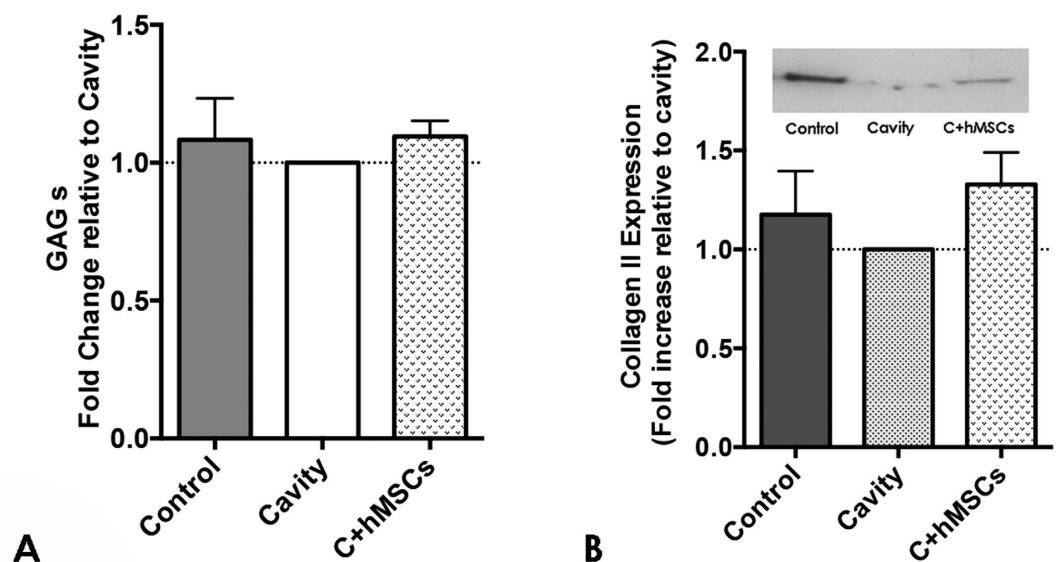 GAGs
Fold Change relative to Cavity
1.5
1.0
0.5
0.0
Control
Cavity
C+hMSCs
A
Collagen II Expression
(Fold increase relative to cavity)
2.0
1.5
1.0
0.5
0.0
Control Cavity C+hMSCs
Control
Cavity
C+hMSCs
B